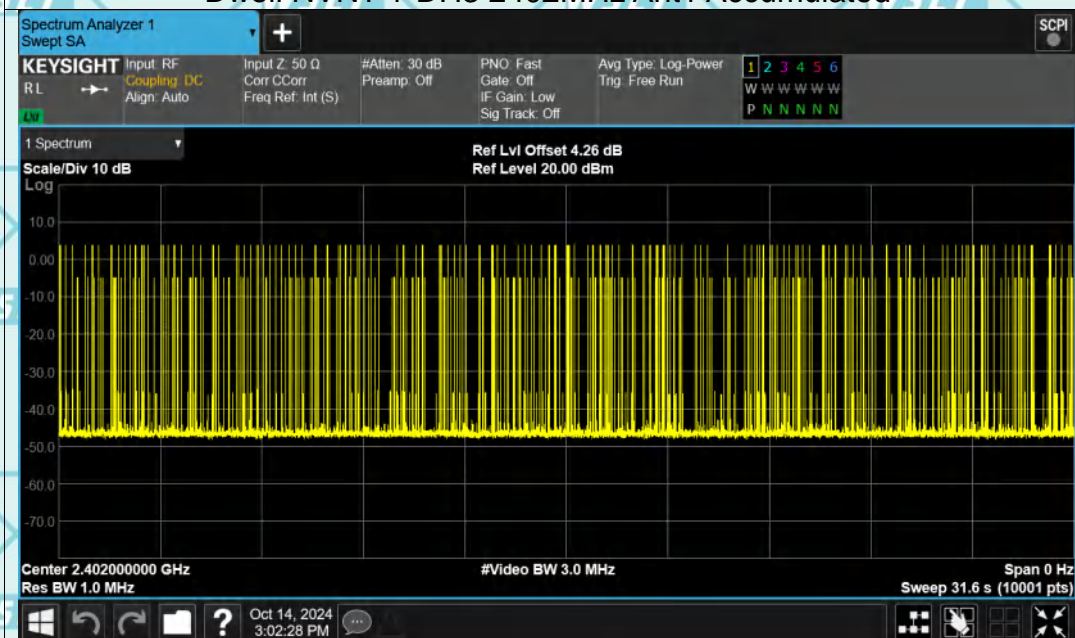 Spectrum Analyzer 1
Swept SA
SCPI
KEYSIGHT
RL
LXI
Input: RF
Coupling: DC
Align: Auto
Input Z: 50 Ω
Corr CCorr
Freq Ref: Int (S)
#Atten: 30 dB
Preamp: Off
PNO: Fast
Gate: Off
IF Gain: Low
Sig Track: Off
Avg Type: Log-Power
Trig: Free Run
1 2 3 4 5 6
W W W W W W
P N N N N N
1 Spectrum
Scale/Div 10 dB
Ref Lvl Offset 4.26 dB
Ref Level 20.00 dBm
Log
10.0
0.00
-10.0
-20.0
-30.0
-40.0
-50.0
-60.0
-70.0
Center 2.402000000 GHz
#Video BW 3.0 MHz
Span 0 Hz
Res BW 1.0 MHz
Sweep 31.6 s (10001 pts)
?
Oct 14, 2024
3:02:28 PM